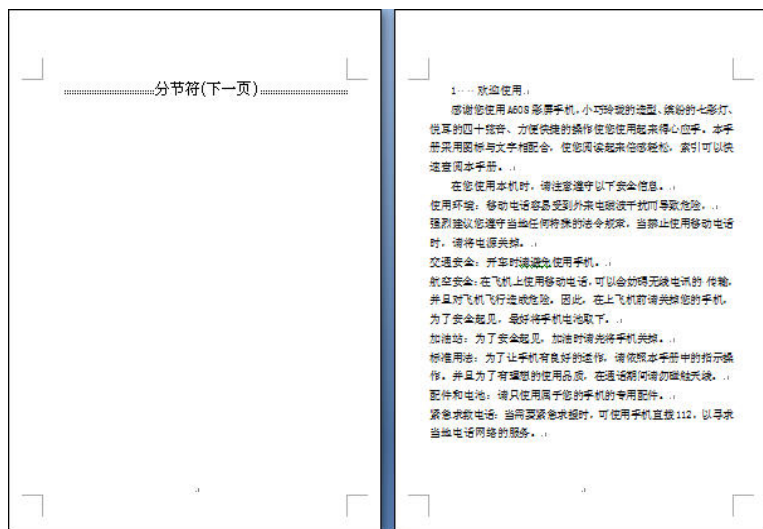 分节符(下一页)
1 欢迎使用
感谢您使用A608彩屏手机,小巧玲珑的造型、缤纷的七彩灯、
悦耳的四十弦音、方便快捷的操作使您使用起来得心应手。本手
册采用图标与文字相配合,使您阅读起来倍感轻松,索引可以快
速查阅本手册。
在您使用本机时,请注意遵守以下安全信息。
使用环境:移动电话容易受到外来电磁波干扰而导致危险,
强烈建议您遵守当地任何特殊的法令规章,当禁止使用移动电话
时,请将电源关掉。
交通安全:开车时请避免使用手机。
航空安全:在飞机上使用移动电话,可以会妨碍无线电讯的 传输,
并且对飞机飞行造成危险。因此,在上飞机前请关掉您的手机,
为了安全起见,最好将手机电池取下。
加油站:为了安全起见,加油时请先将手机关掉。
标准用法:为了让手机有良好的运作,请依照本手册中的指示操
作。并且为了有理想的使用品质,在通话期间请勿碰触天线。
配件和电池:请只使用属于您的手机的专用配件。
紧急求救电话:当需要紧急求援时,可使用手机直拨112,以寻求
当地电话网络的服务。